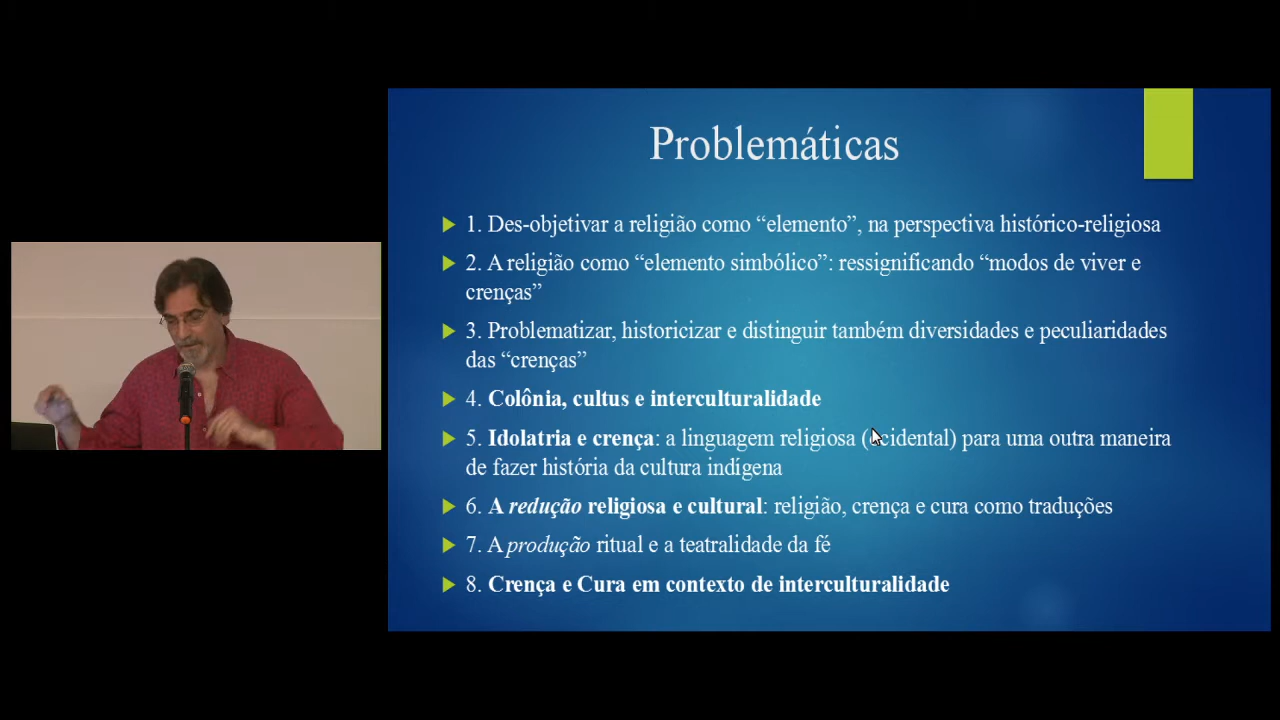 Problemáticas
1. Des-objetivar a religião como “elemento”, na perspectiva histórico-religiosa
2. A religião como “elemento simbólico”: ressignificando “modos de viver e
crenças”
3. Problematizar, historicizar e distinguir também diversidades e peculiaridades
das “crenças”
4. Colônia, cultus e interculturalidade
5. Idolatria e crença: a linguagem religiosa (ocidental) para uma outra maneira
de fazer história da cultura indígena
6. A redução religiosa e cultural: religião, crença e cura como traduções
7. A produção ritual e a teatralidade da fé
8. Crença e Cura em contexto de interculturalidade